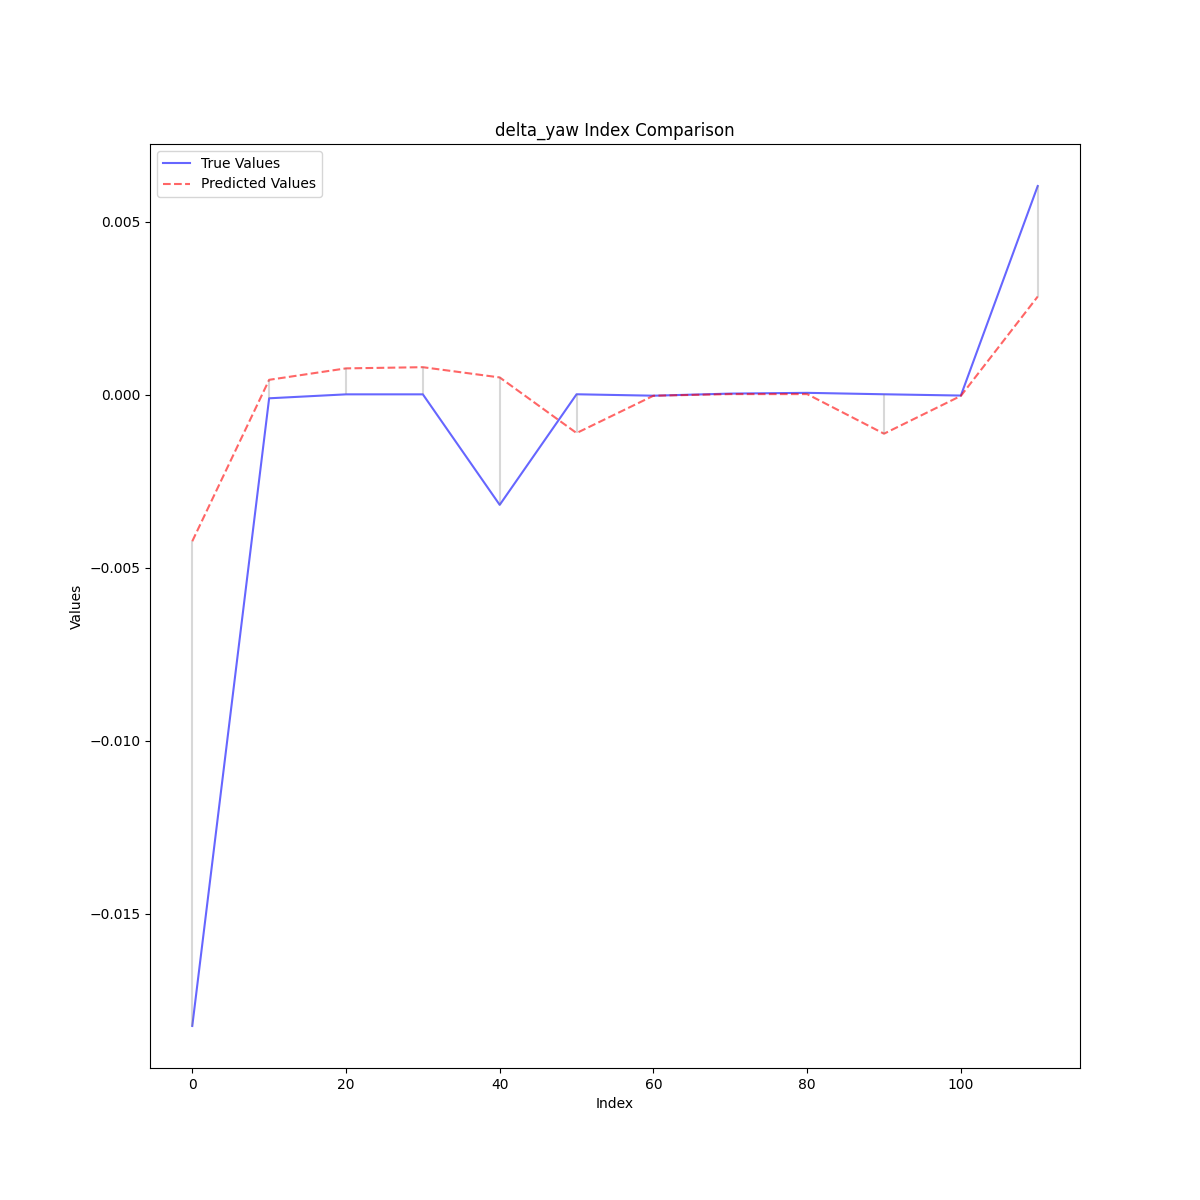 delta_yaw Index Comparison
True Values
Predicted Values
0.005
0.000
−0.005
−0.010
−0.015
Values
0 20 40 60 80 100
Index